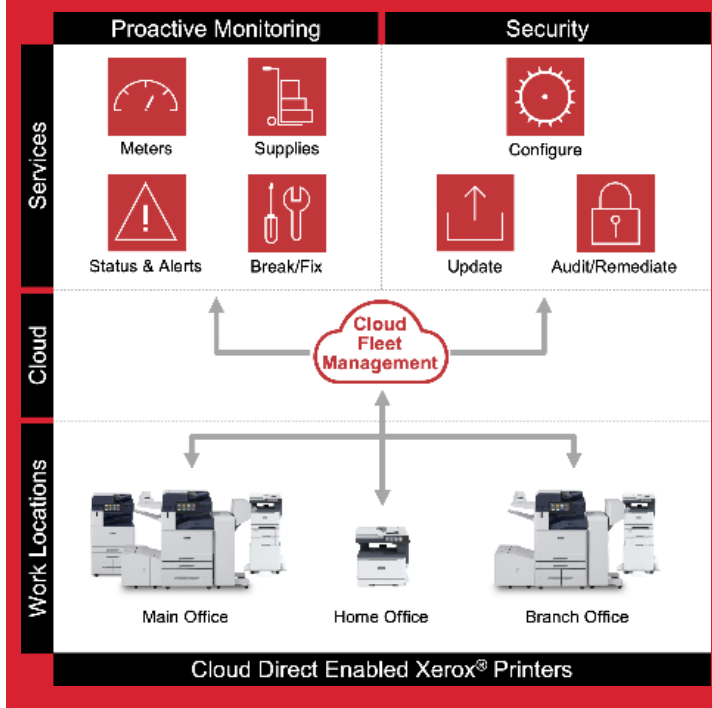 Proactive Monitoring
Security
Services
Meters
Supplies
Configure
Status & Alerts
Break/Fix
Update
Audit/Remediate
Cloud
Cloud
Fleet
Management
Work Locations
Main Office
Home Office
Branch Office
Cloud Direct Enabled Xerox® Printers